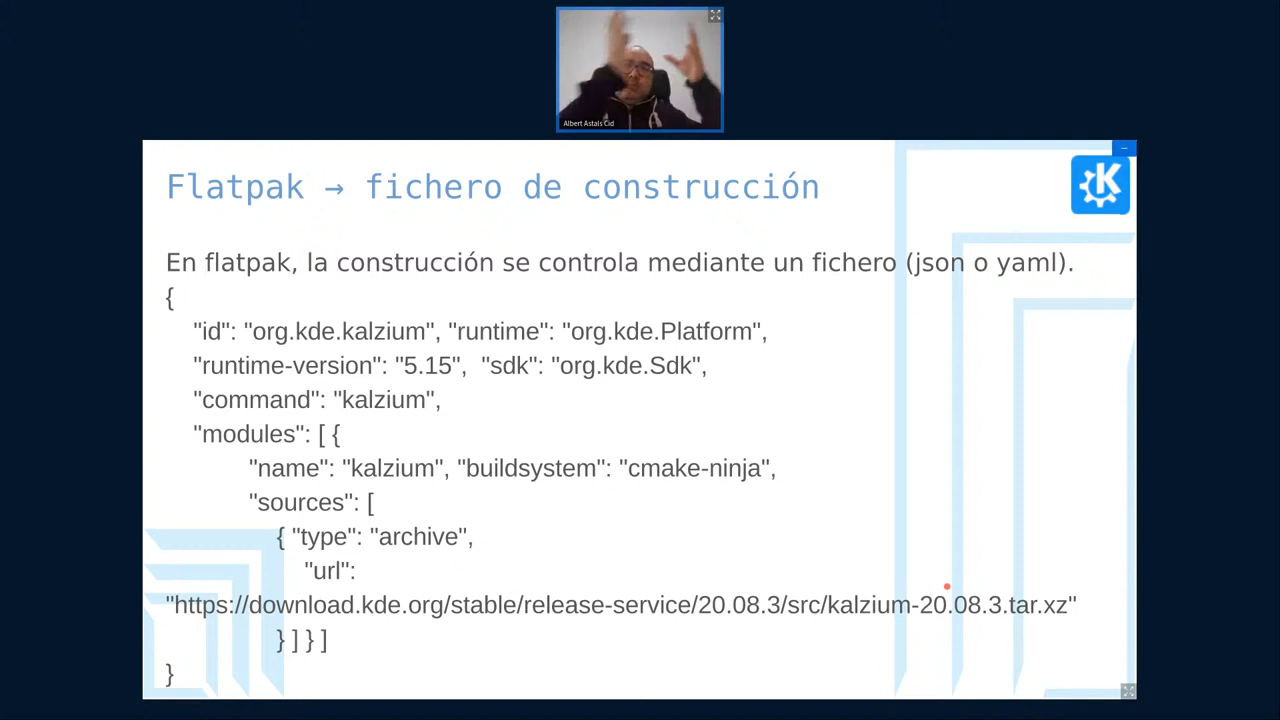 Albert Astals Cid
Flatpak → fichero de construcción
En flatpak, la construcción se controla mediante un fichero (json o yaml).
{
"id": "org.kde.kalzium", "runtime": "org.kde.Platform",
"runtime-version": "5.15", "sdk": "org.kde.Sdk",
"command": "kalzium",
"modules": [ {
"name": "kalzium", "buildsystem": "cmake-ninja",
"sources": [
{ "type": "archive",
"url":
"https://download.kde.org/stable/release-service/20.08.3/src/kalzium-20.08.3.tar.xz"
} ] } ]
}